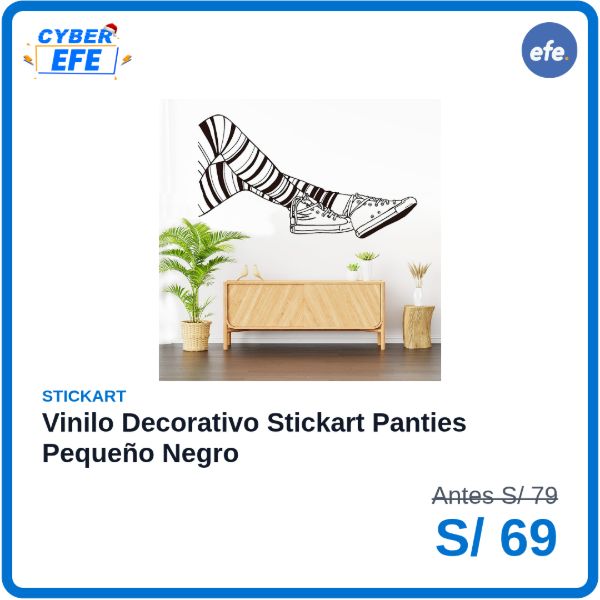 CYBER
EFE
efe.
STICKART
Vinilo Decorativo Stickart Panties
Pequeño Negro
Antes S/ 79
S/ 69